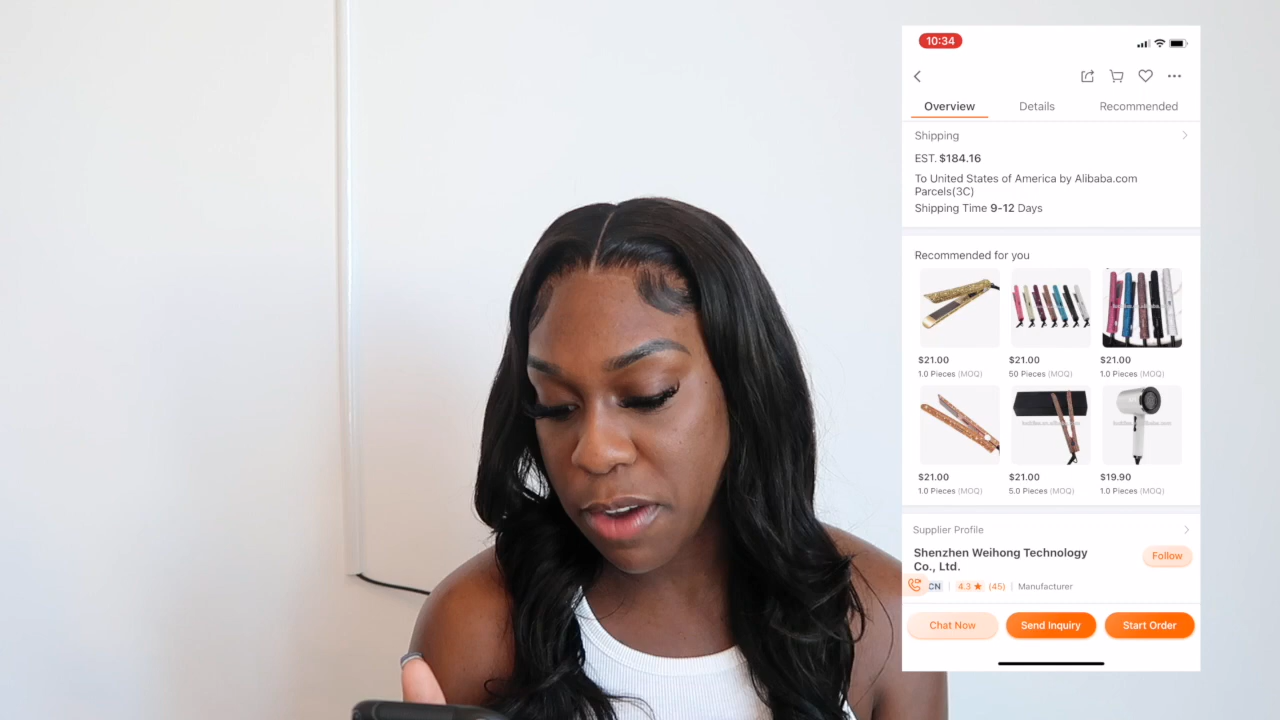 10:34
Overview Details Recommended
Shipping
EST. $184.16
To United States of America by Alibaba.com
Parcels(3C)
Shipping Time 9-12 Days
Recommended for you
$21.00 $21.00 $21.00
1.0 Pieces (MOQ) 50 Pieces (MOQ) 1.0 Pieces (MOQ)
$21.00 $21.00 $19.90
1.0 Pieces (MOQ) 5.0 Pieces (MOQ) 1.0 Pieces (MOQ)
Supplier Profile
Shenzhen Weihong Technology
Co., Ltd.
Follow
CN | 4.3 ★ (45) | Manufacturer
Chat Now Send Inquiry Start Order